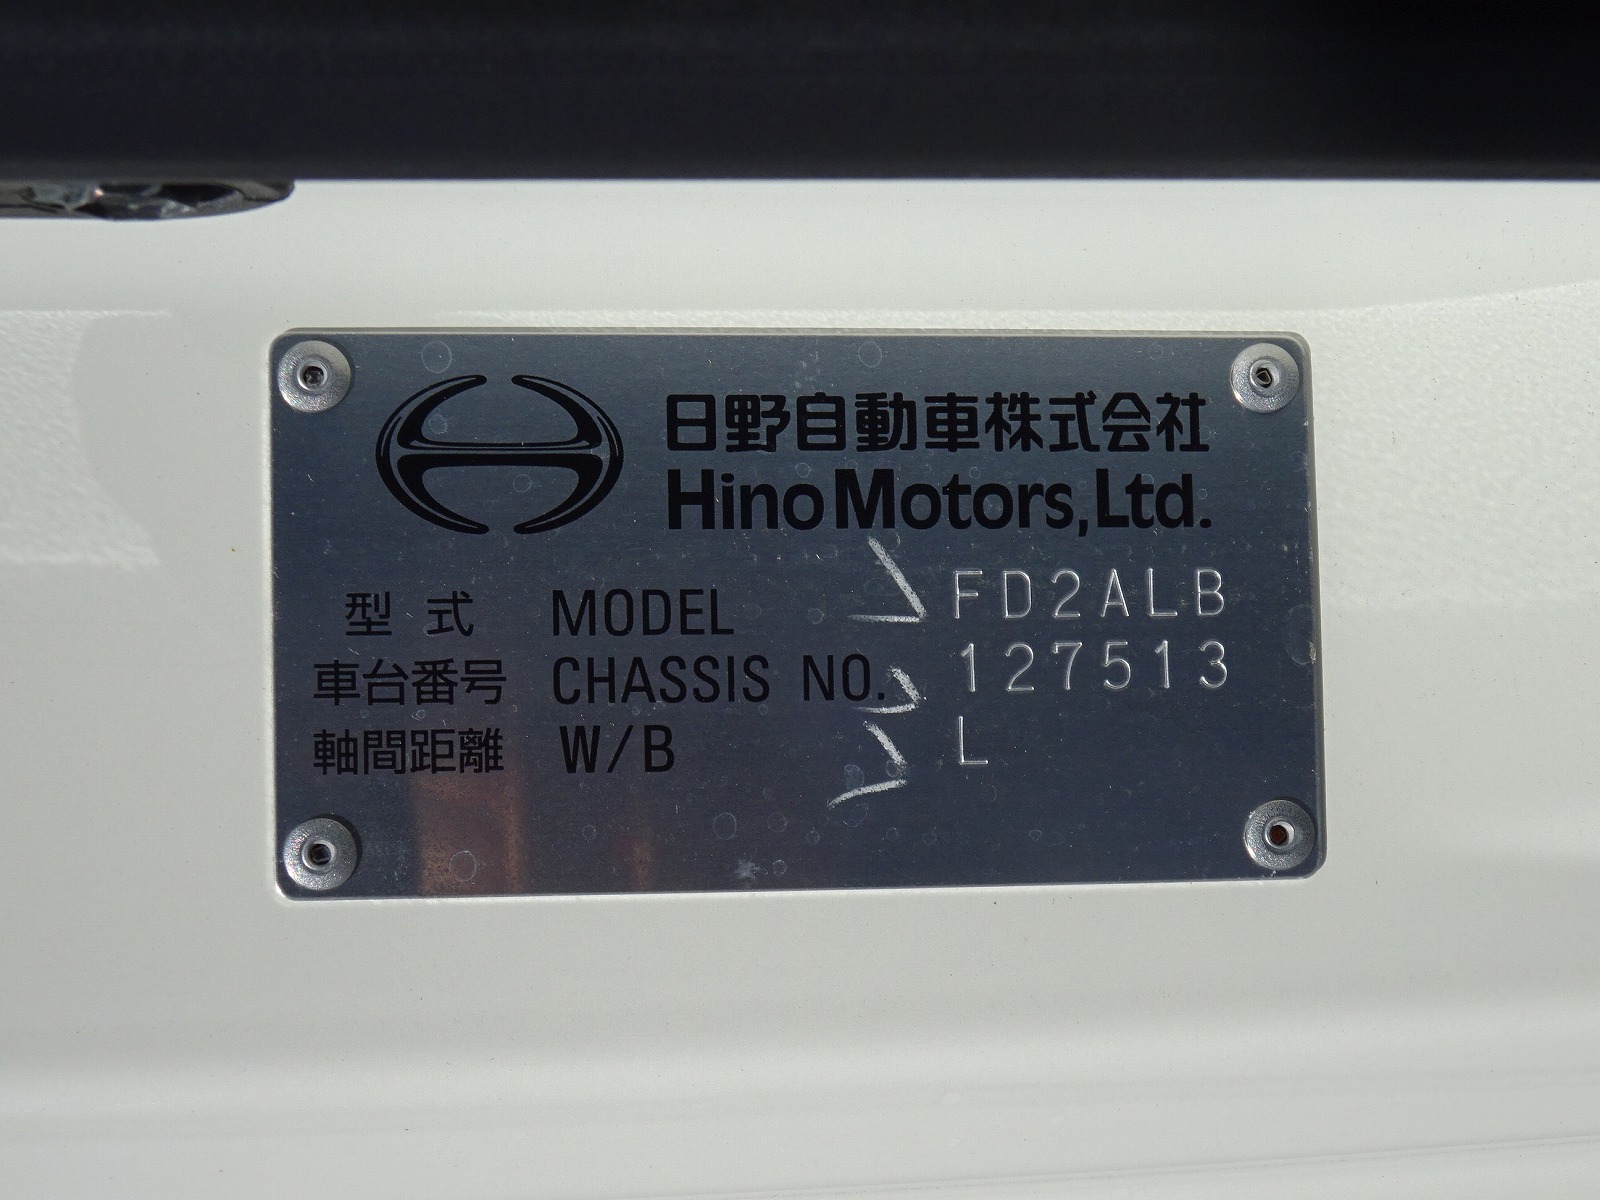 日野自動車株式会社
Hino Motors, Ltd.
型式 MODEL FD2ALB
車台番号 CHASSIS NO. 127513
軸間距離 W/B L